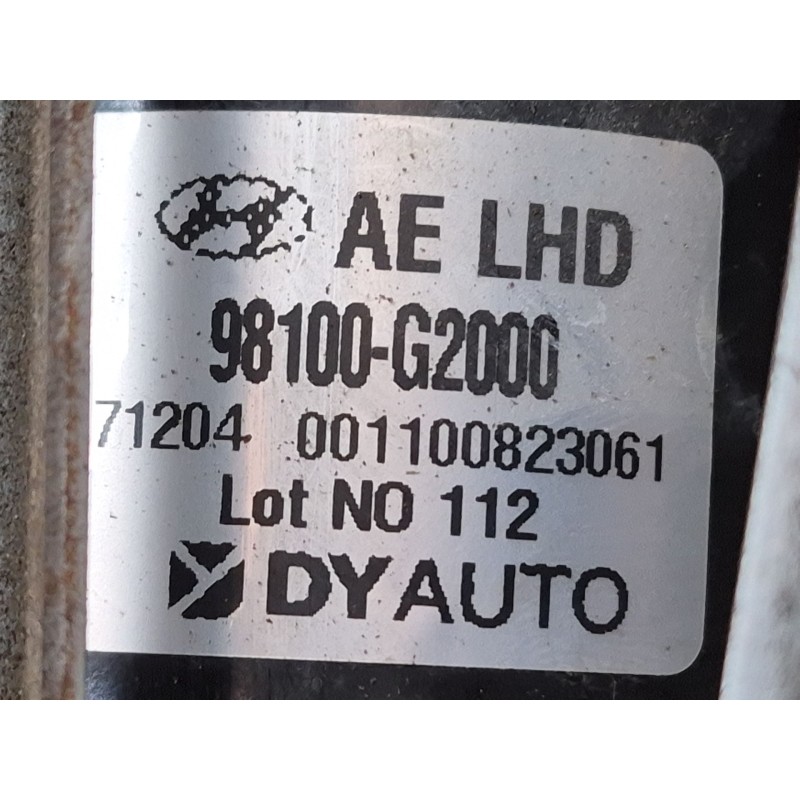 AE LHD
98100-G2000
71204 001100823061
Lot NO 112
DYAUTO